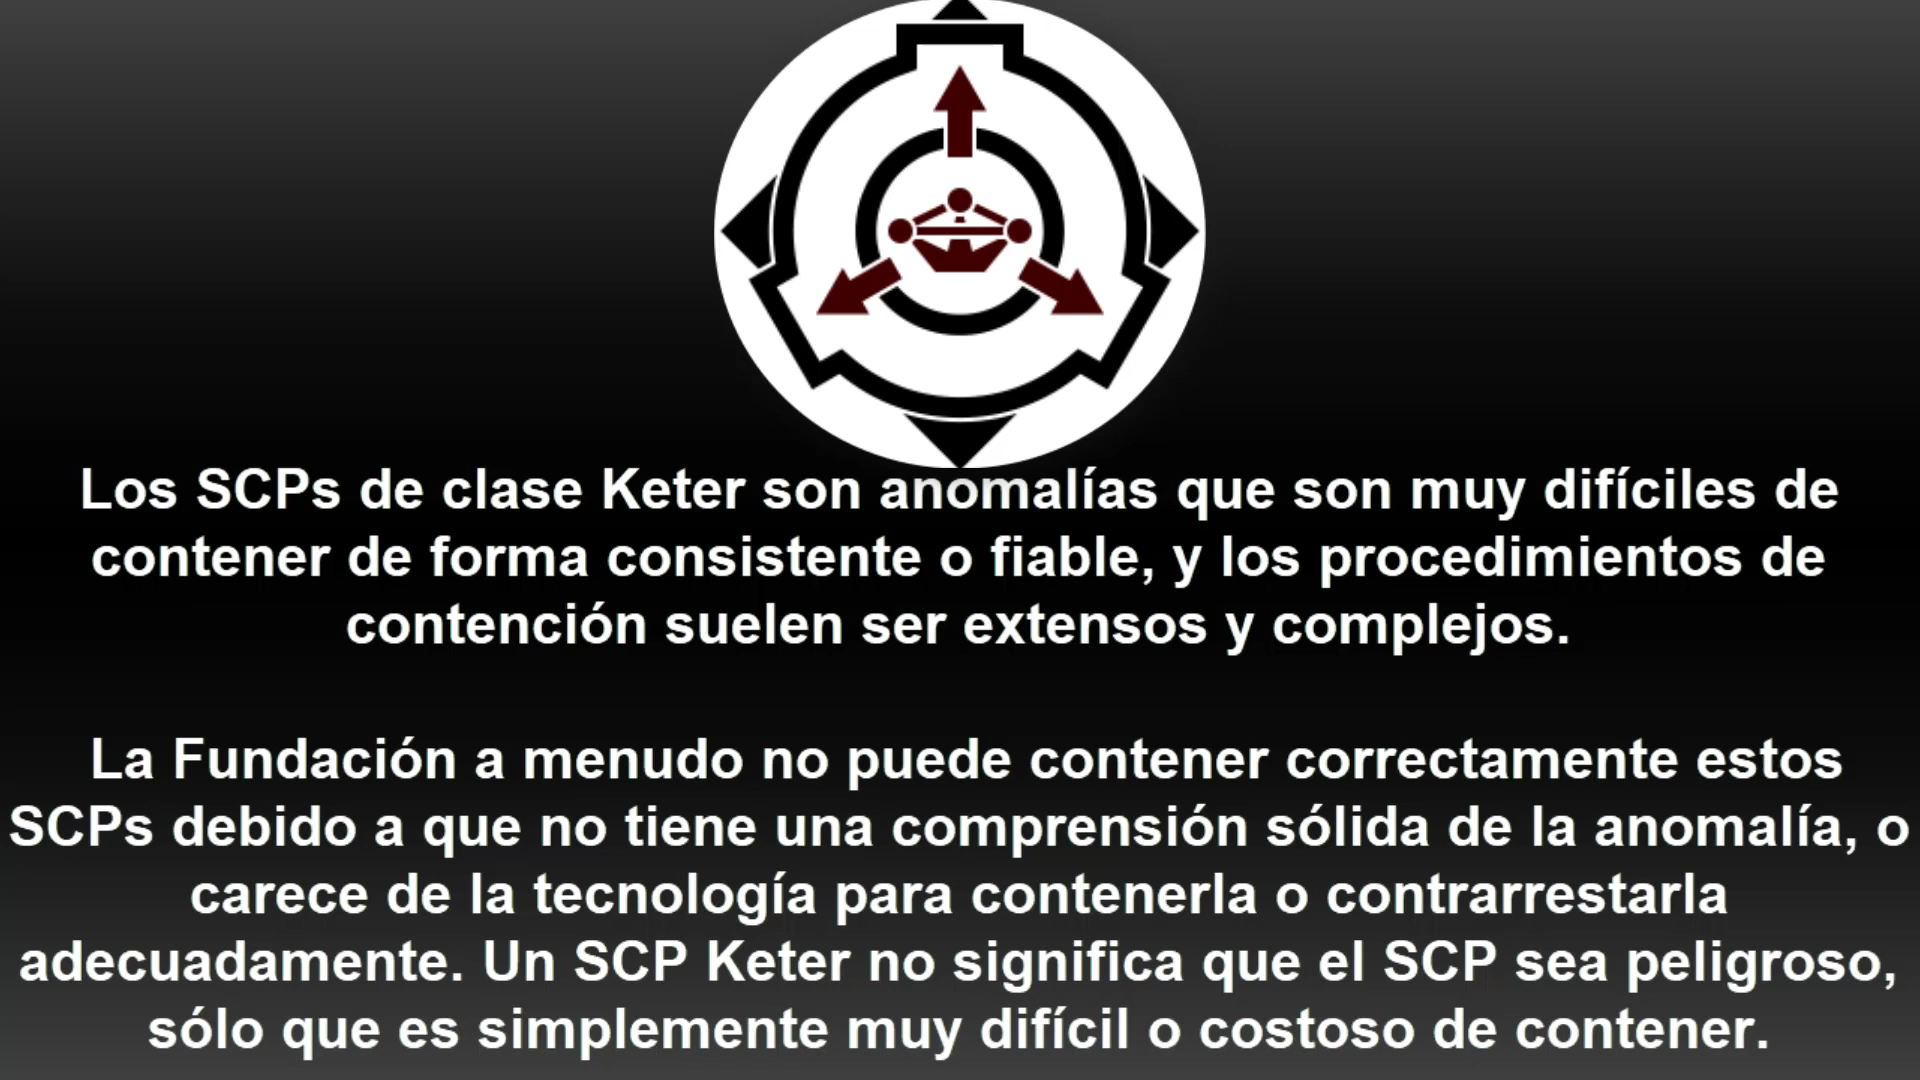 Los SCPs de clase Keter son anomalías que son muy difíciles de
contener de forma consistente o fiable, y los procedimientos de
contención suelen ser extensos y complejos.
La Fundación a menudo no puede contener correctamente estos
SCPs debido a que no tiene una comprensión sólida de la anomalía, o
carece de la tecnología para contenerla o contrarrestarla
adecuadamente. Un SCP Keter no significa que el SCP sea peligroso,
sólo que es simplemente muy difícil o costoso de contener.